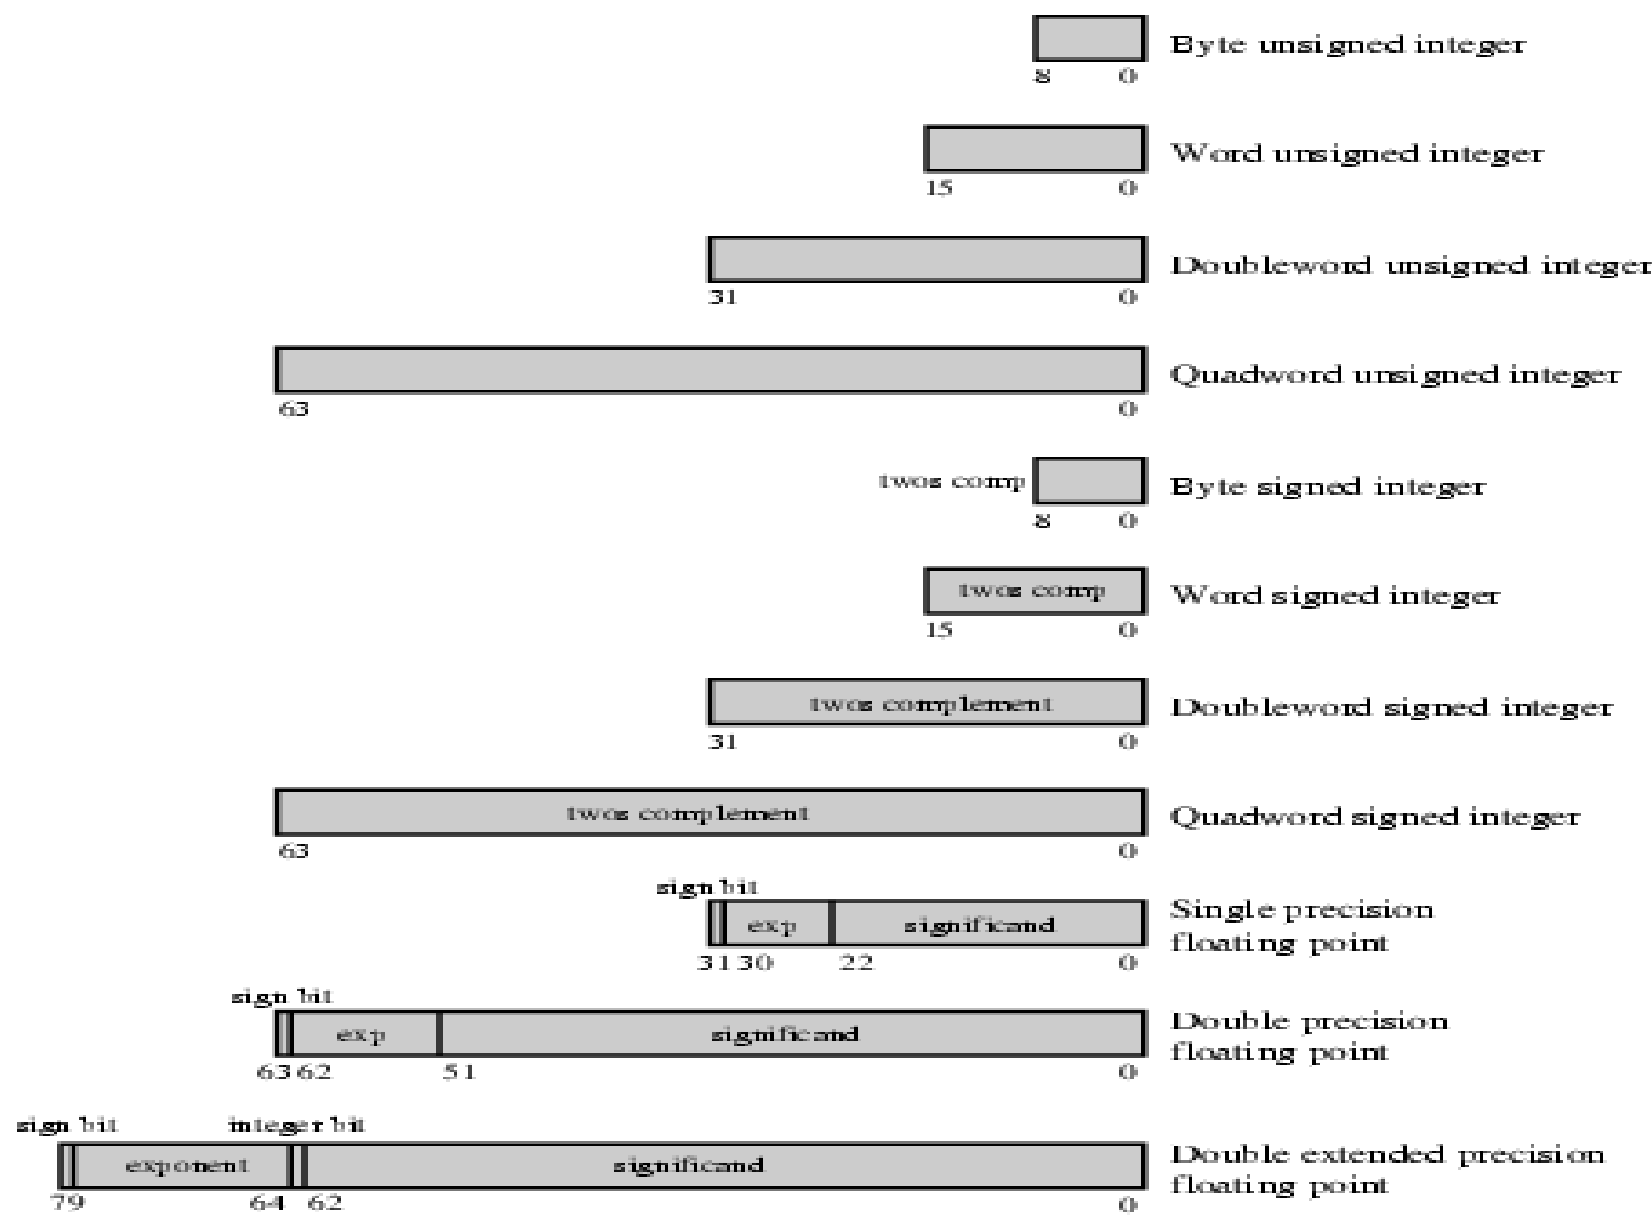 Byte unsigned integer
8 0
Word unsigned integer
15 0
Doubleword unsigned integer
31 0
Quadword unsigned integer
63 0
twos comp
Byte signed integer
8 0
twos comp
Word signed integer
15 0
twos complement
Doubleword signed integer
31 0
twos complement
Quadword signed integer
63 0
sign bit
exp significand
Single precision
floating point
31 30 22 0
sign bit
exp significand
Double precision
floating point
63 62 51 0
sign bit integer bit
exponent significand
Double extended precision
floating point
79 64 62 0